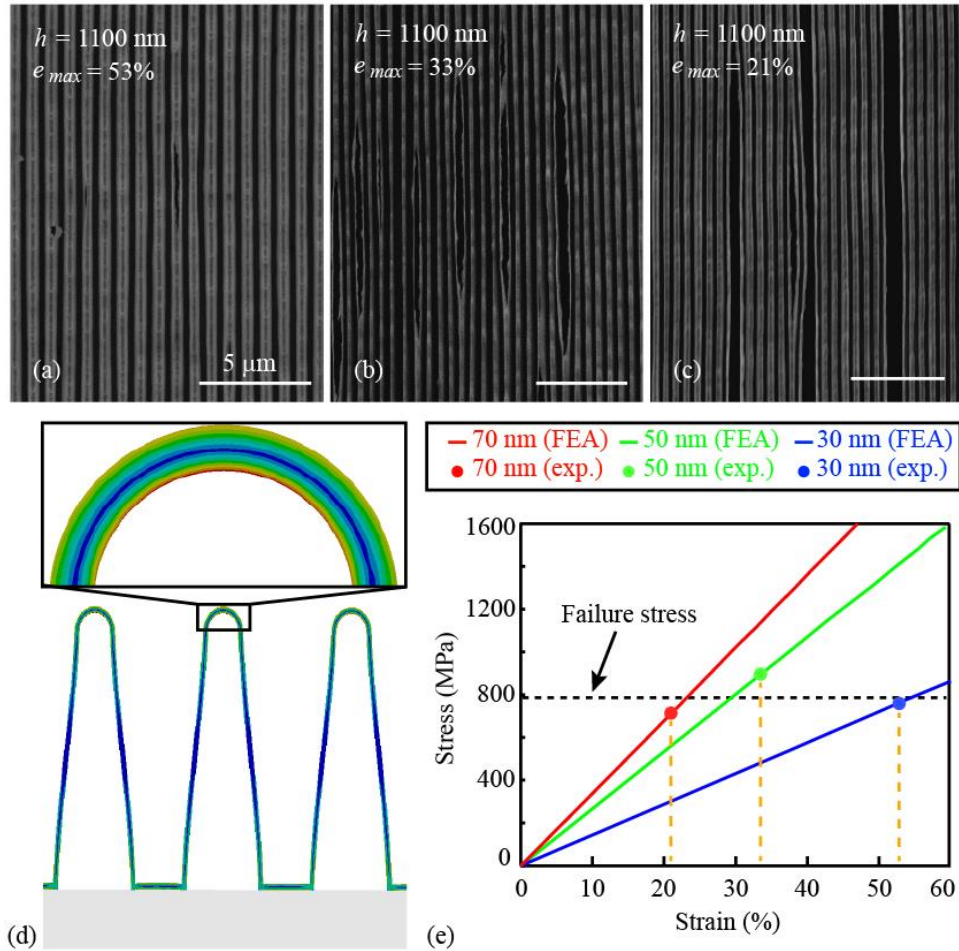 h = 1100 nm
e max = 53%
(a)
5 μm
h = 1100 nm
e max = 33%
(b)
h = 1100 nm
e max = 21%
(c)
(d)
70 nm (FEA) 50 nm (FEA) 30 nm (FEA)
70 nm (exp.) 50 nm (exp.) 30 nm (exp.)
Stress (MPa)
1600
1200
800
400
0
Failure stress
0 10 20 30 40 50 60
Strain (%)
(e)